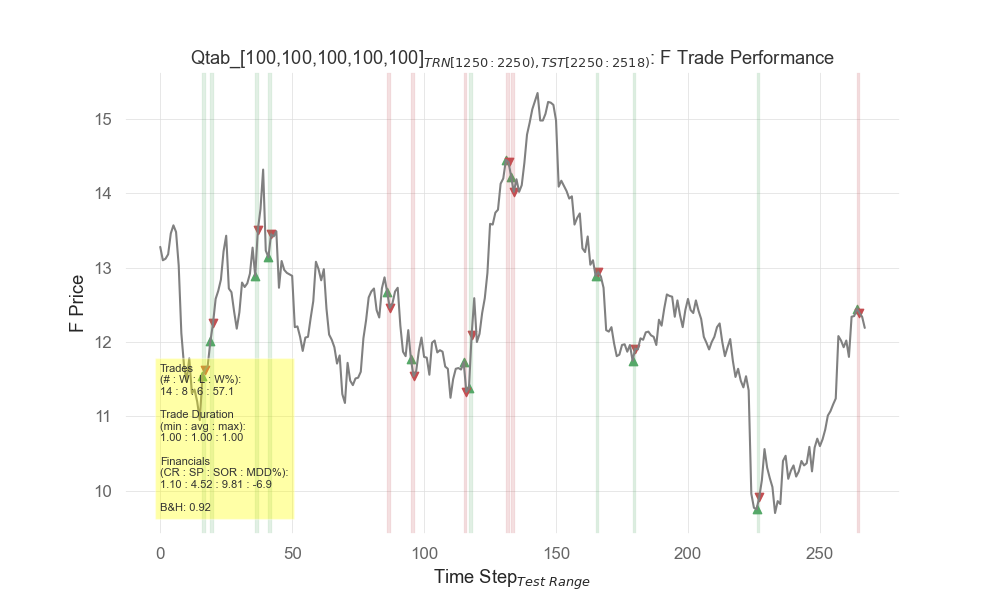 Qtab_[100,100,100,100,100]TRN[1250:2250),TST[2250:2518): F Trade Performance
15
14
13
12
11
10
F Price
Trades
(# : W : L : W%):
14 : 8 : 6 : 57.1
Trade Duration
(min : avg : max):
1.00 : 1.00 : 1.00
Financials
(CR : SP : SOR : MDD%):
1.10 : 4.52 : 9.81 : -6.9
B&H: 0.92
0 50 100 150 200 250
Time StepTest Range